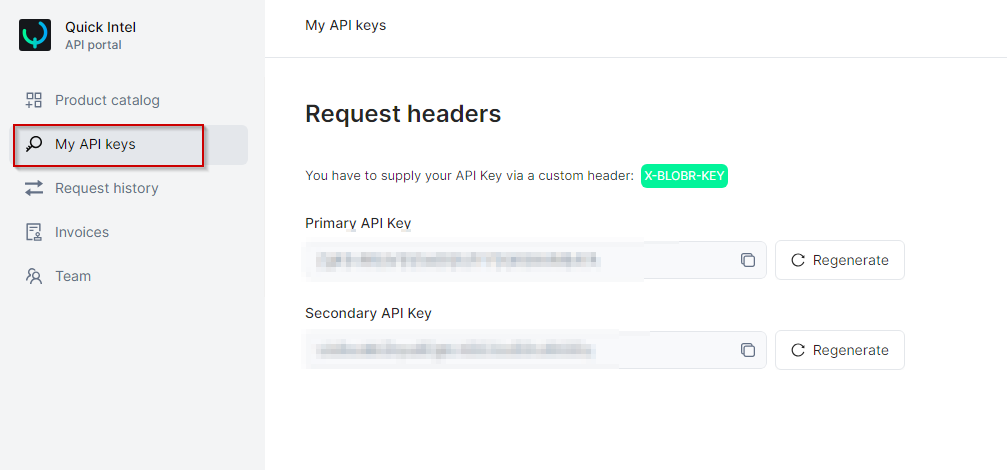 Quick Intel
API portal
Product catalog
My API keys
Request history
Invoices
Team
My API keys
Request headers
You have to supply your API Key via a custom header: X-BLOBR-KEY
Primary API Key
Regenerate
Secondary API Key
Regenerate